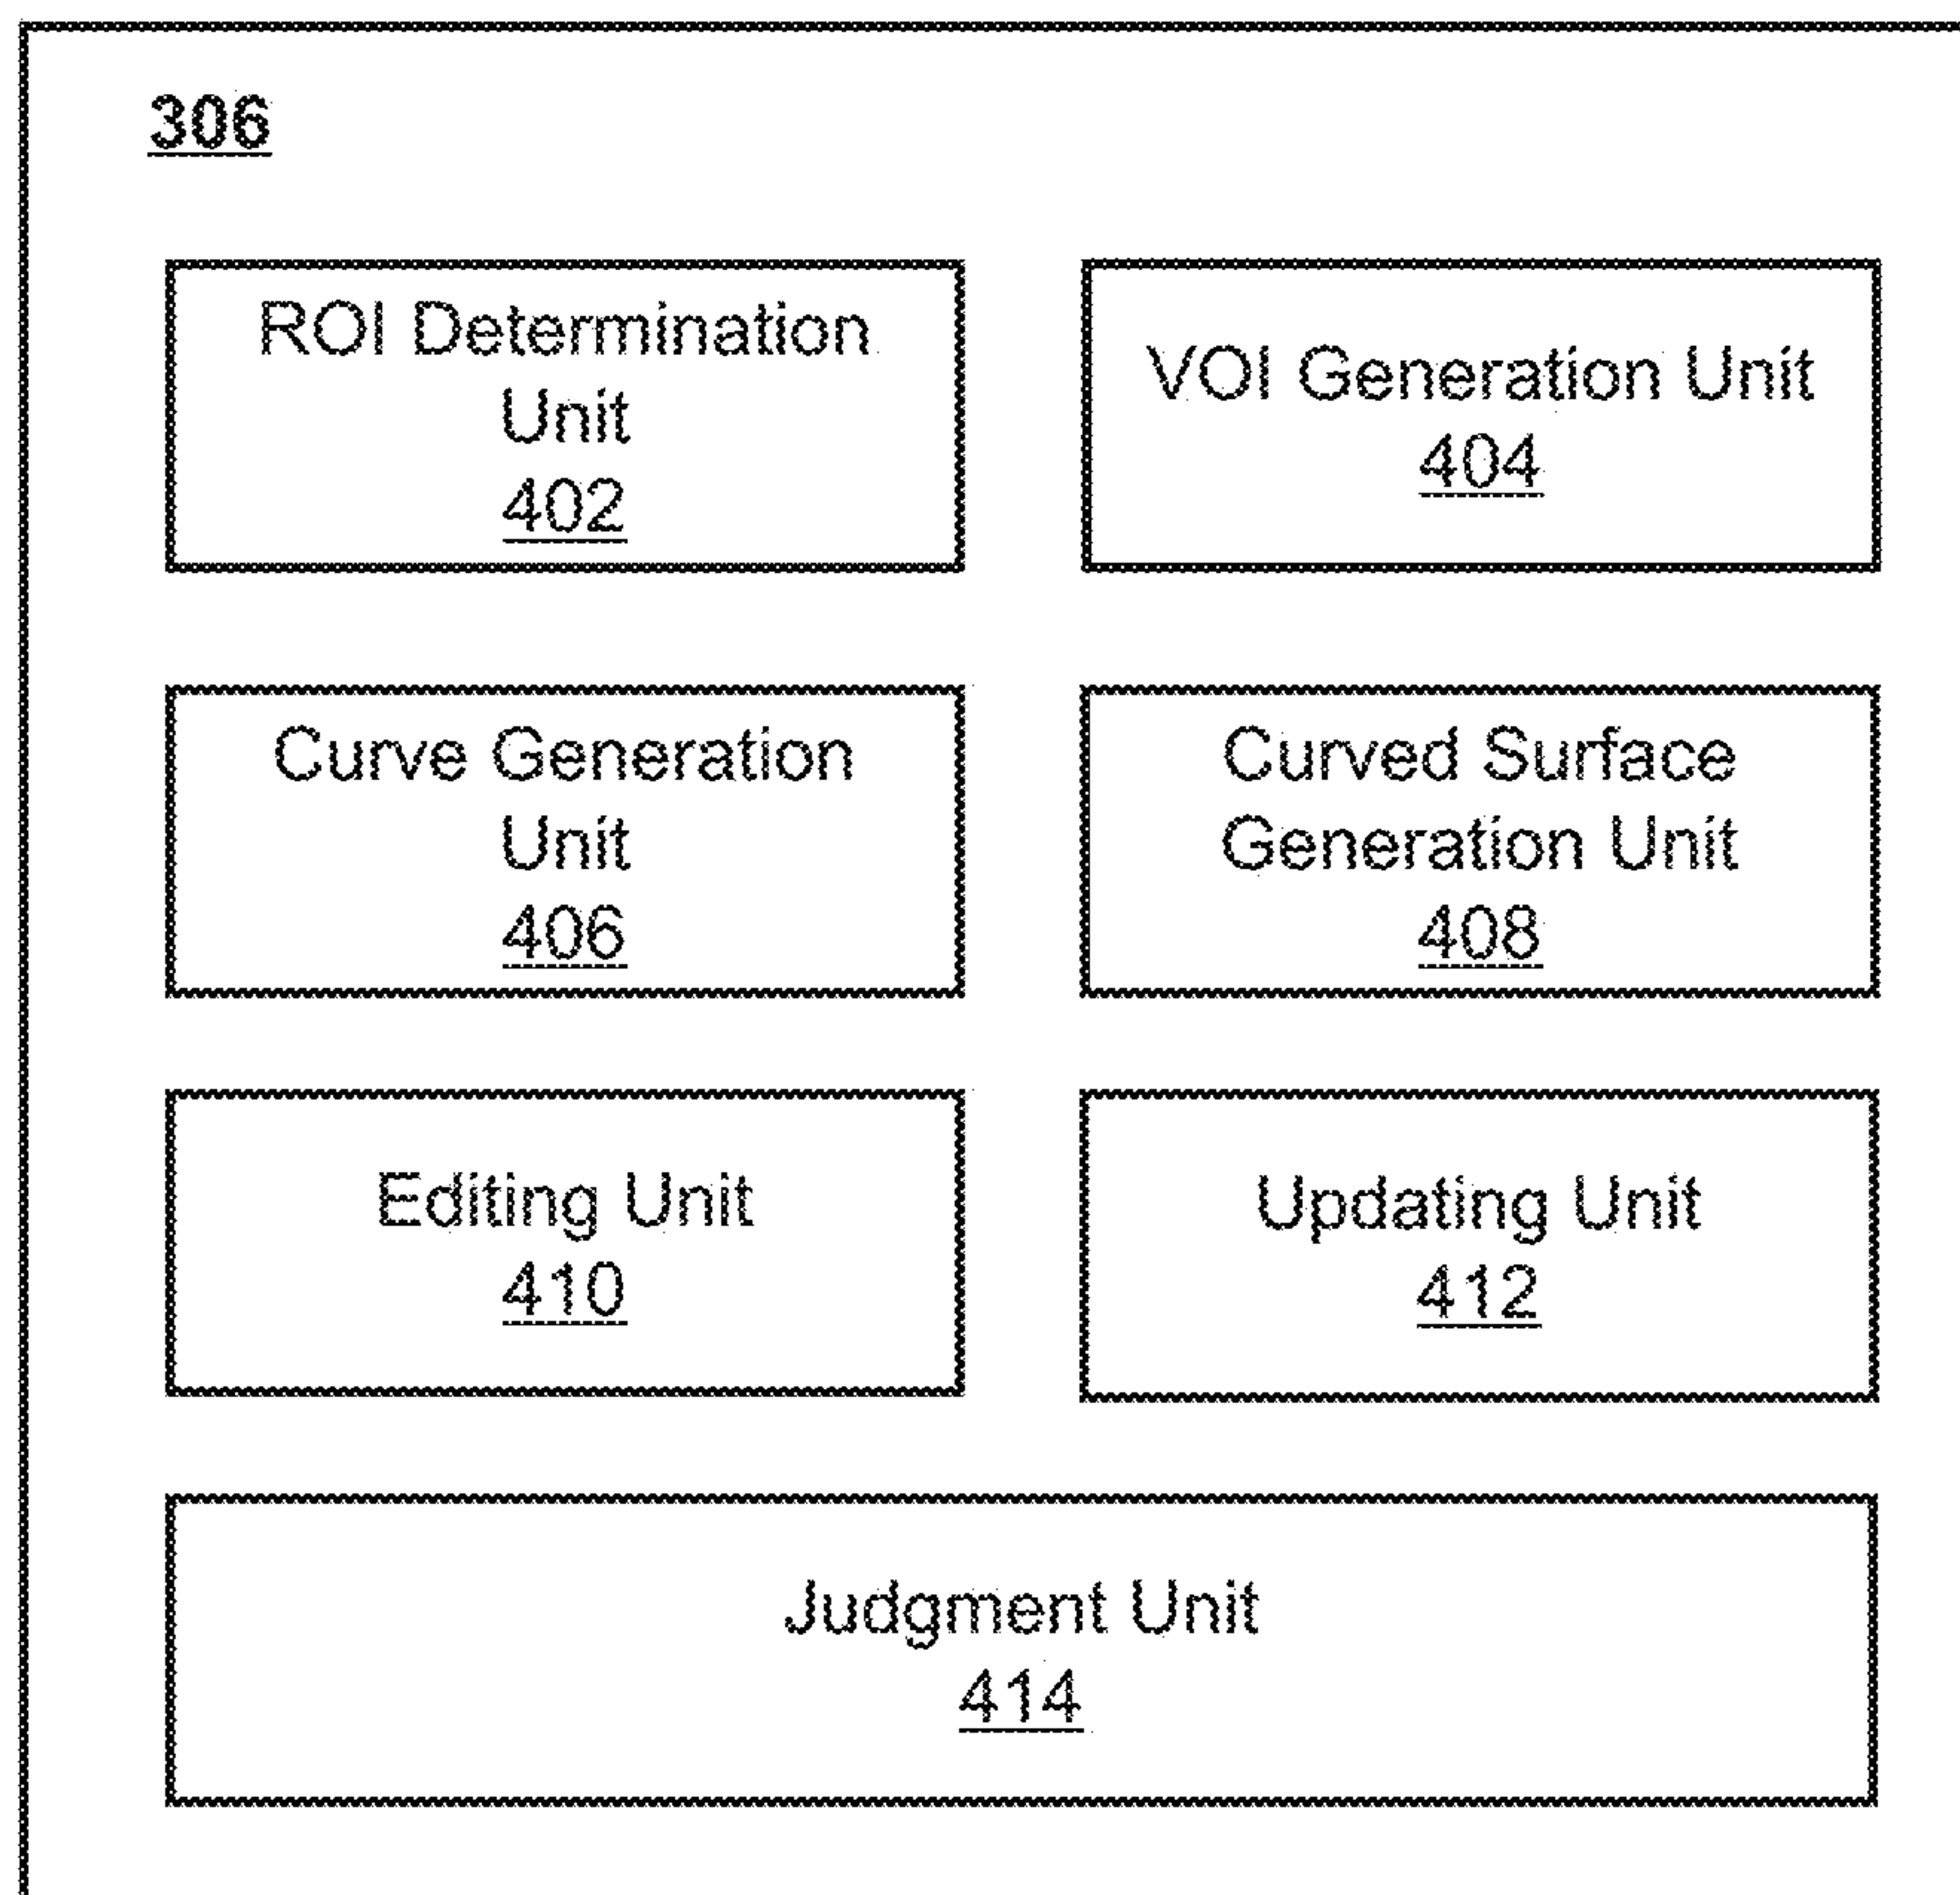 306
ROI Determination
Unit
402
VOI Generation Unit
404
Curve Generation
Unit
406
Curved Surface
Generation Unit
408
Editing Unit
410
Updating Unit
412
Judgment Unit
414